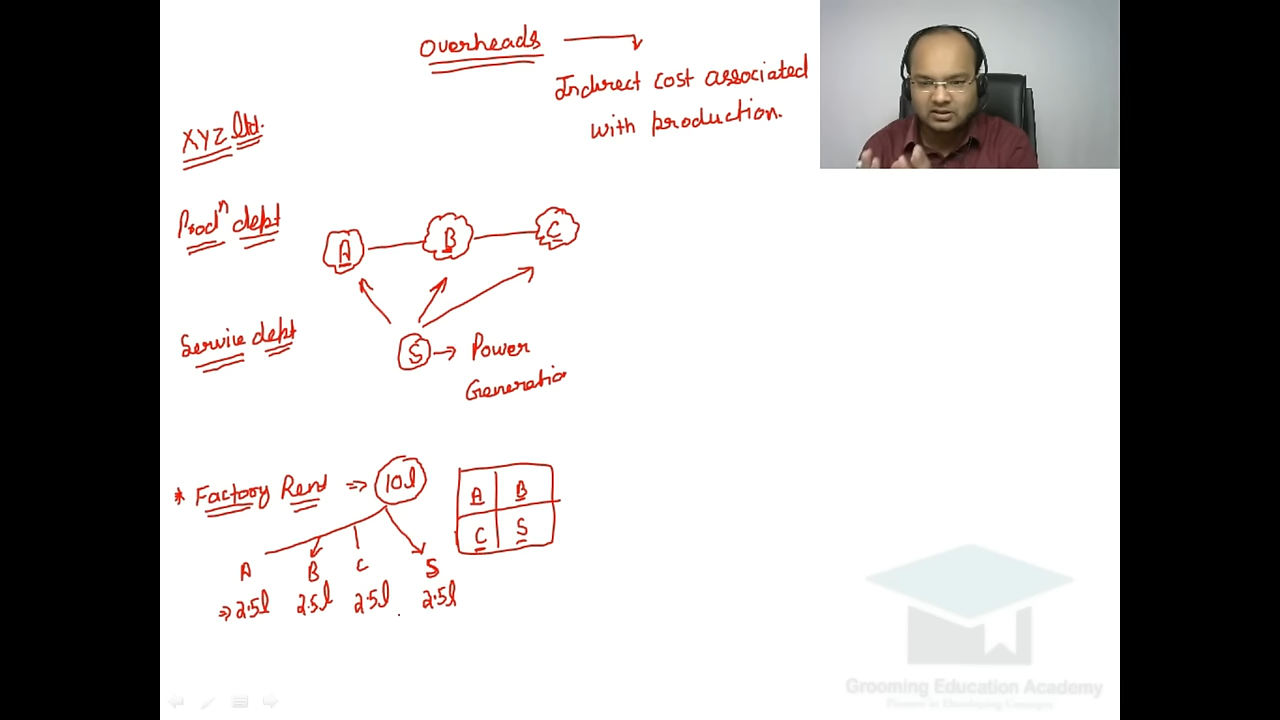 Overheads
Indirect cost associated
with production.
XYZ ltd.
Prodⁿ dept
A B C
Service dept
S → Power
Generation
* Factory Rent ⇒ 10l
A B
C S
A B C S
⇒ 2.5l 2.5l 2.5l 2.5l
Grooming Education Academy